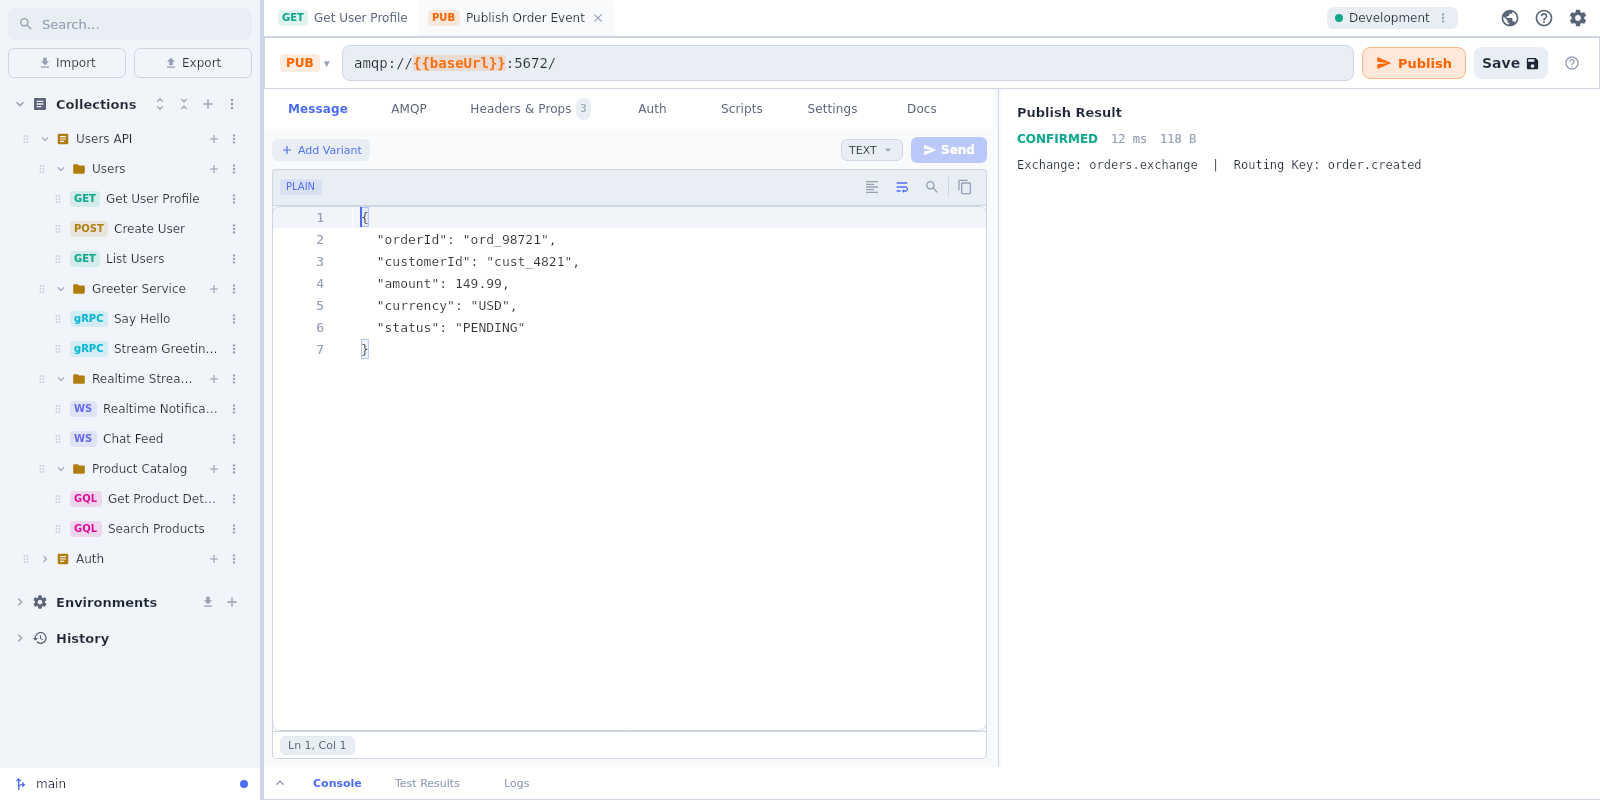 Search...
Import
Export
Collections
Users API
Users
GET Get User Profile
POST Create User
GET List Users
Greeter Service
gRPC Say Hello
gRPC Stream Greetin...
Realtime Strea...
WS Realtime Notifica...
WS Chat Feed
Product Catalog
GQL Get Product Det...
GQL Search Products
Auth
Environments
History
main
GET Get User Profile
PUB Publish Order Event
Development
PUB amqp://{{baseUrl}}:5672/
Publish
Save
Message AMQP Headers & Props 3 Auth Scripts Settings Docs
Add Variant
TEXT
Send
PLAIN
1 {
2 "orderId": "ord_98721",
3 "customerId": "cust_4821",
4 "amount": 149.99,
5 "currency": "USD",
6 "status": "PENDING"
7 }
Ln 1, Col 1
Publish Result
CONFIRMED 12 ms 118 B
Exchange: orders.exchange | Routing Key: order.created
Console Test Results Logs